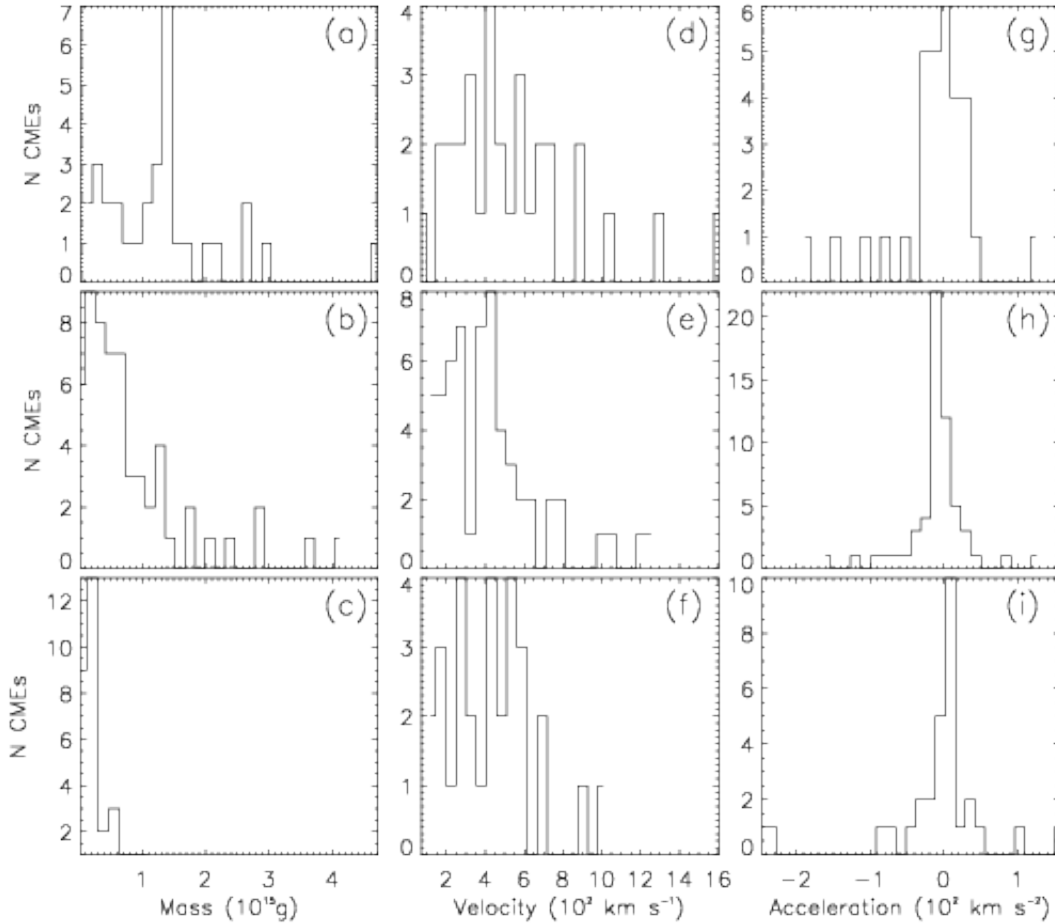 7 6 5 4 3 2 1 0 N CMEs (a)
4 3 2 1 0 (d)
6 5 4 3 2 1 0 (g)
8 6 4 2 0 N CMEs (b)
8 6 4 2 0 (e)
20 15 10 5 0 (h)
12 10 8 6 4 2 N CMEs (c)
4 3 2 1 0 (f)
10 8 6 4 2 0 (i)
1 2 3 4
2 4 6 8 10 12 14 16
−2 −1 0 1
Mass (10¹⁵g)
Velocity (10² km s⁻¹)
Acceleration (10² km s⁻²)